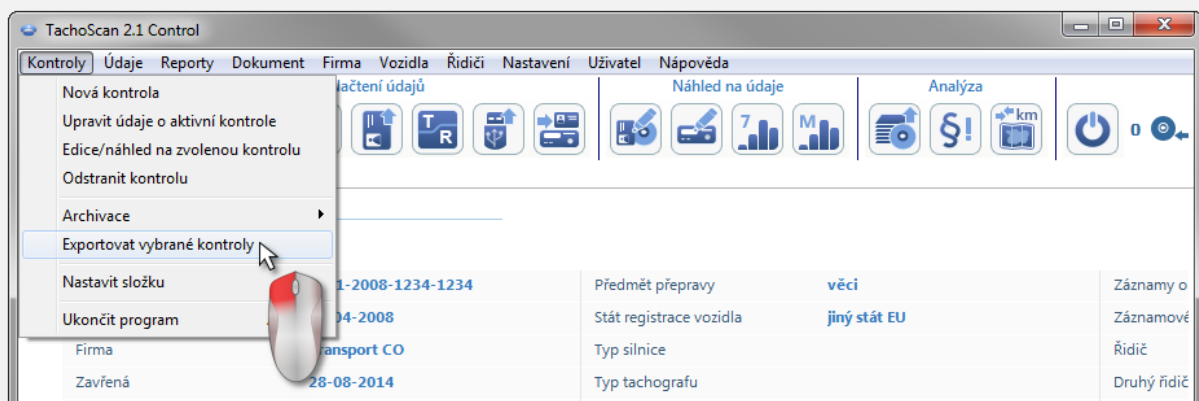 TachoScan 2.1 Control
Kontroly Údaje Reporty Dokument Firma Vozidla Řidiči Nastavení Uživatel Nápověda
Nová kontrola
Upravit údaje o aktivní kontrole
Edice/náhled na zvolenou kontrolu
Odstranit kontrolu
Archivace
Exportovat vybrané kontroly
Nastavit složku
Ukončit program
údajů Náhled na údaje Analýza
T R 7 M §! km 0
1-2008-1234-1234 Předmět přepravy věci Záznamy o
04-2008 Stát registrace vozidla jiný stát EU
Firma CO Typ silnice Řidič
Zavřená 28-08-2014 Typ tachografu Druhý řidič